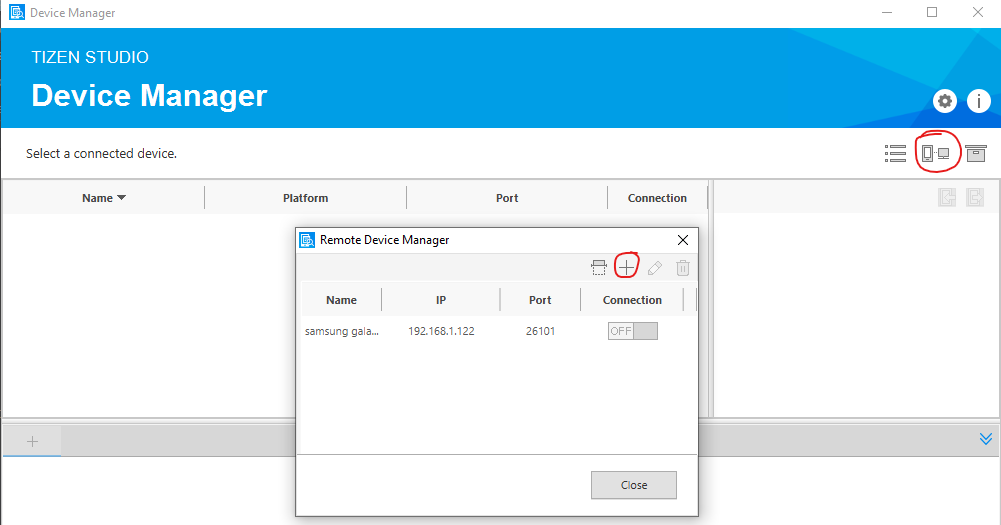 Device Manager
TIZEN STUDIO
Device Manager
i
Select a connected device.
Name Platform Port Connection
Remote Device Manager
Name IP Port Connection
samsung gala... 192.168.1.122 26101 OFF
Close